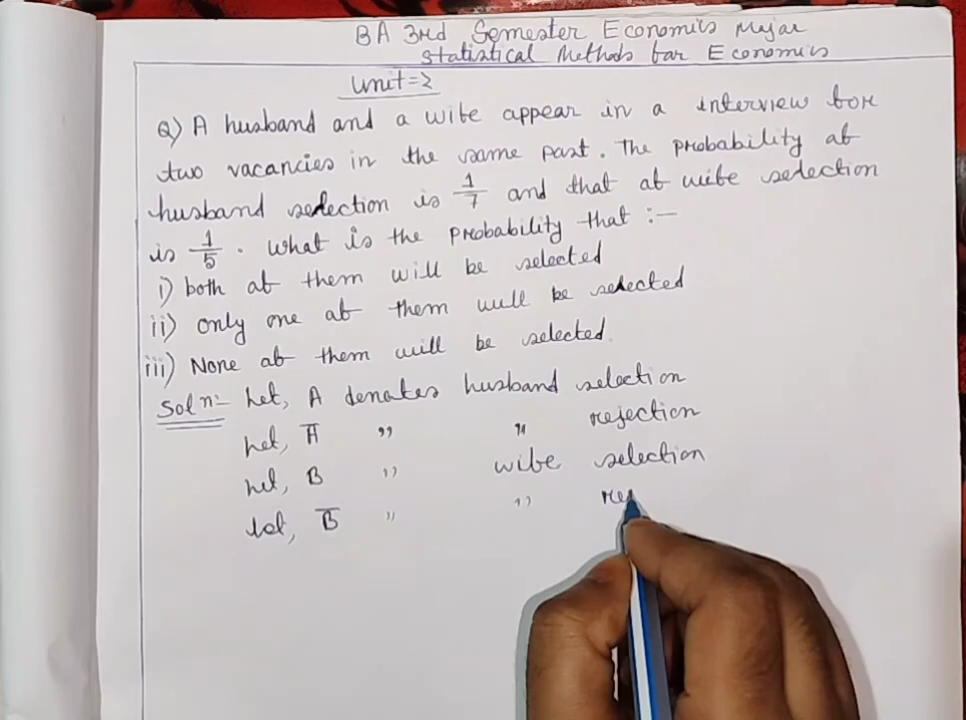 BA 3rd Semester Economics Major
Statistical Methods for Economics
Unit=2
Q) A husband and a wife appear in a interview for
two vacancies in the same post. The probability of
husband selection is 1/7 and that of wife selection
is 1/5. What is the probability that :-
i) both of them will be selected
ii) only one of them will be selected
iii) None of them will be selected.
Solⁿ:- Let, A denotes husband selection
Let, Ā " " rejection
Let, B " wife selection
Let, B̄ " " re